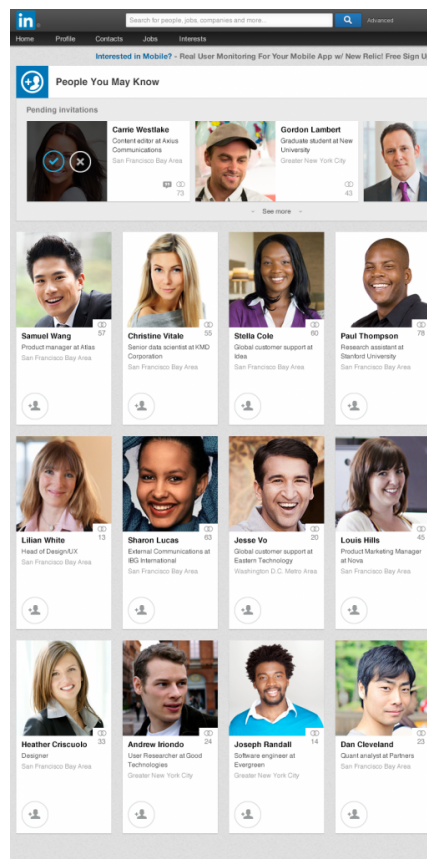 in
Search for people, jobs, companies and more..
Advanced
Home Profile Contacts Jobs Interests
Interested in Mobile? - Real User Monitoring For Your Mobile App w/ New Relic! Free Sign U
People You May Know
Pending invitations
Carrie Westlake
Content editor at Axius
Communications
San Francisco Bay Area
73
Gordon Lambert
Graduate student at New
University
Greater New York City
43
See more
57
Samuel Wang
Product manager at Atlas
San Francisco Bay Area
55
Christine Vitale
Senior data scientist at KMD
Corporation
San Francisco Bay Area
60
Stella Cole
Global customer support at
Idea
San Francisco Bay Area
78
Paul Thompson
Research assistant at
Stanford University
San Francisco Bay Area
13
Lilian White
Head of Design/UX
San Francisco Bay Area
63
Sharon Lucas
External Communications at
IBG International
San Francisco Bay Area
20
Jesse Vo
Global customer support at
Eastern Technology
Washington D.C. Metro Area
45
Louis Hills
Product Marketing Manager
at Nova
San Francisco Bay Area
33
Heather Criscuolo
Designer
San Francisco Bay Area
24
Andrew Iriondo
User Researcher at Good
Technologies
Greater New York City
14
Joseph Randall
Software engineer at
Evergreen
Greater New York City
23
Dan Cleveland
Quant analyst at Partners
San Francisco Bay Area